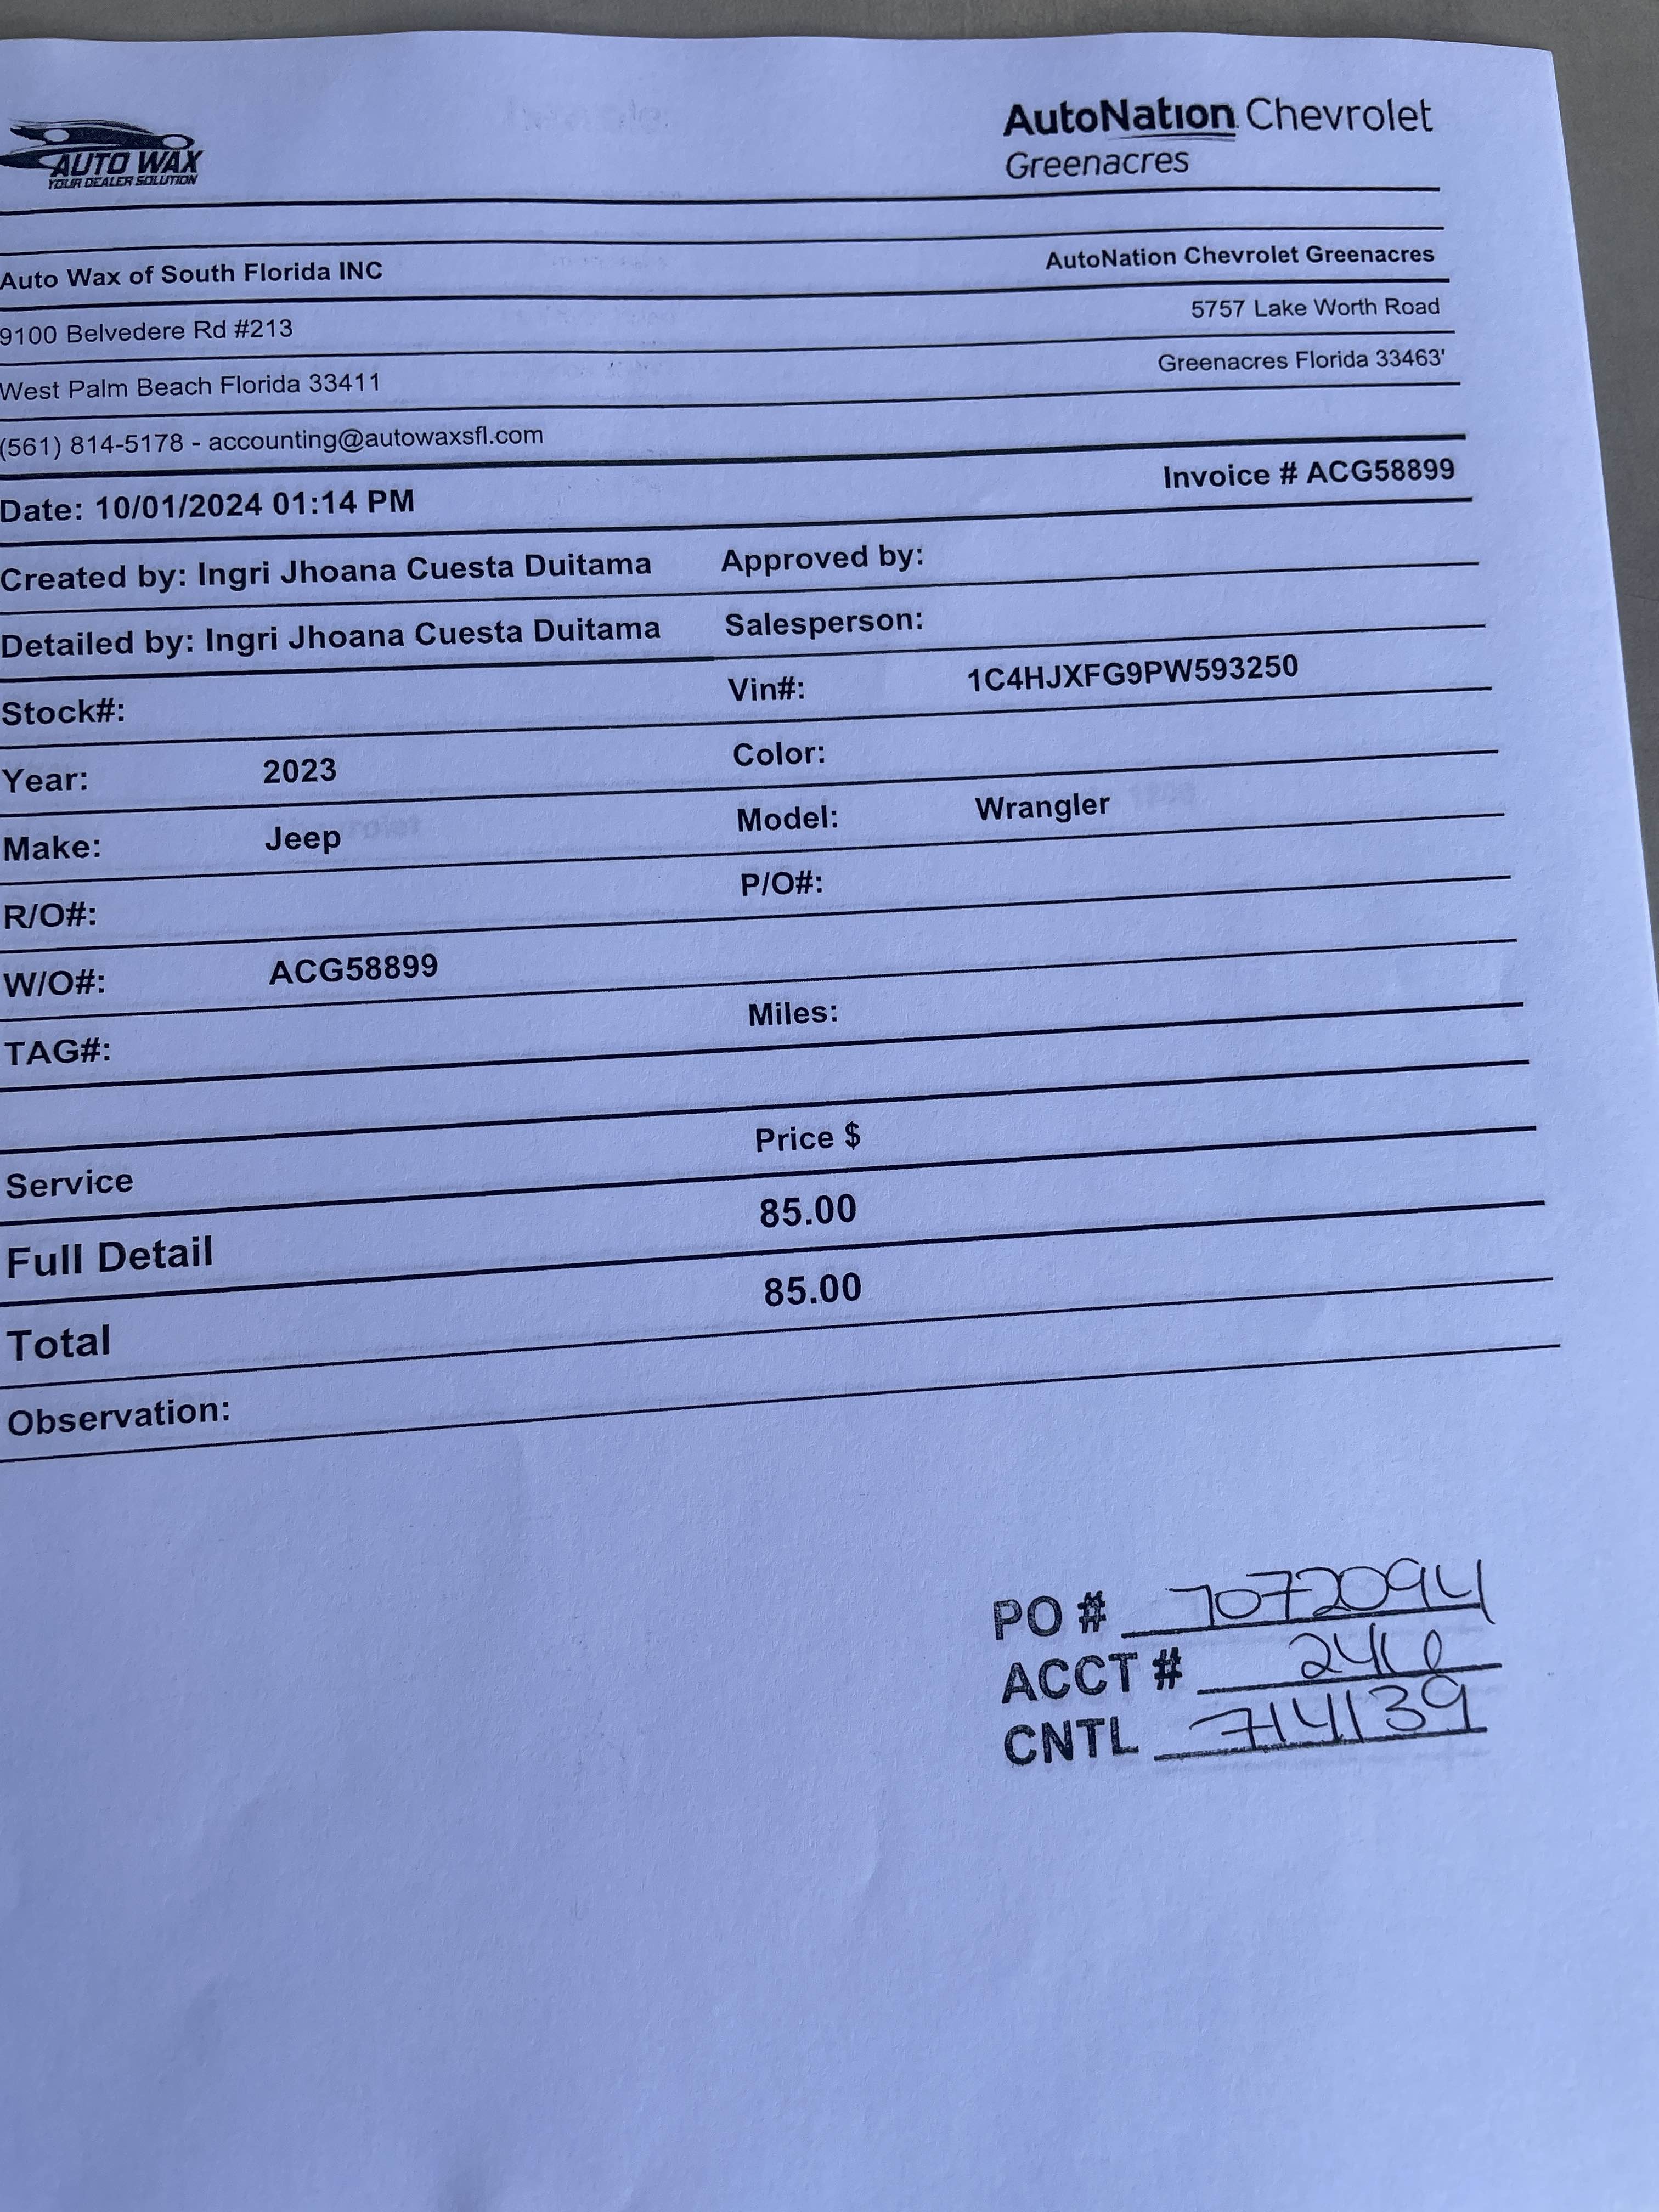 AUTO WAX
YOUR DEALER SOLUTION
AutoNation Chevrolet
Greenacres
Auto Wax of South Florida INC
AutoNation Chevrolet Greenacres
9100 Belvedere Rd #213
5757 Lake Worth Road
West Palm Beach Florida 33411
Greenacres Florida 33463'
(561) 814-5178 - accounting@autowaxsfl.com
Date: 10/01/2024 01:14 PM
Invoice # ACG58899
Created by: Ingri Jhoana Cuesta Duitama Approved by:
Detailed by: Ingri Jhoana Cuesta Duitama Salesperson:
Stock#: Vin#: 1C4HJXFG9PW593250
Year: 2023 Color:
Make: Jeep Model: Wrangler
R/O#: P/O#:
W/O#: ACG58899
TAG#: Miles:
Service Price $
Full Detail 85.00
Total 85.00
Observation:
PO # 7072094
ACCT #
CNTL 714139